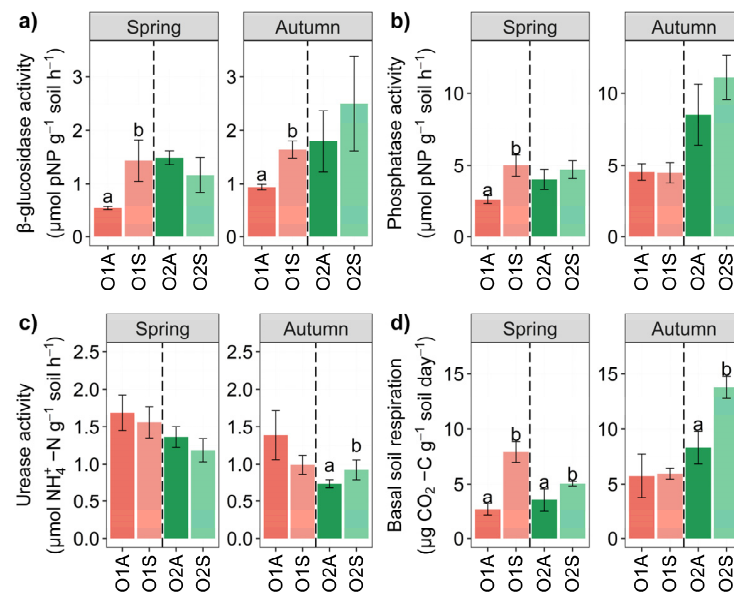 a)
Spring
Autumn
β-glucosidase activity
(μmol pNP g⁻¹ soil h⁻¹)
3
2
1
0
a
b
O1A
O1S
O2A
O2S
3
2
1
0
a
b
O1A
O1S
O2A
O2S
b)
Spring
Autumn
Phosphatase activity
(μmol pNP g⁻¹ soil h⁻¹)
10
5
0
a
b
O1A
O1S
O2A
O2S
10
5
0
O1A
O1S
O2A
O2S
c)
Spring
Autumn
Urease activity
(μmol NH₄⁺ −N g⁻¹ soil h⁻¹)
2.5
2.0
1.5
1.0
0.5
0.0
O1A
O1S
O2A
O2S
2.5
2.0
1.5
1.0
0.5
0.0
a
b
O1A
O1S
O2A
O2S
d)
Spring
Autumn
Basal soil respiration
(μg CO₂ −C g⁻¹ soil day⁻¹)
15
10
5
0
a
b
a
b
O1A
O1S
O2A
O2S
15
10
5
0
a
b
O1A
O1S
O2A
O2S